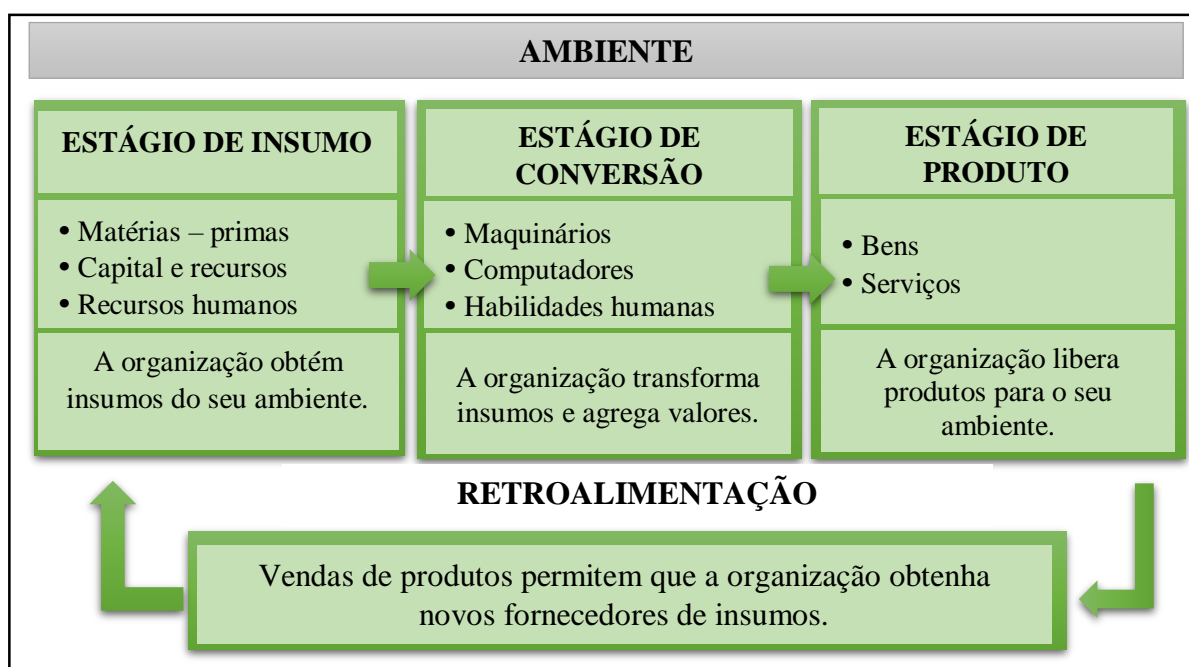 AMBIENTE
ESTÁGIO DE INSUMO
• Matérias – primas
• Capital e recursos
• Recursos humanos
A organização obtém
insumos do seu ambiente.
ESTÁGIO DE
CONVERSÃO
• Maquinários
• Computadores
• Habilidades humanas
A organização transforma
insumos e agrega valores.
ESTÁGIO DE
PRODUTO
• Bens
• Serviços
A organização libera
produtos para o seu
ambiente.
RETROALIMENTAÇÃO
Vendas de produtos permitem que a organização obtenha
novos fornecedores de insumos.